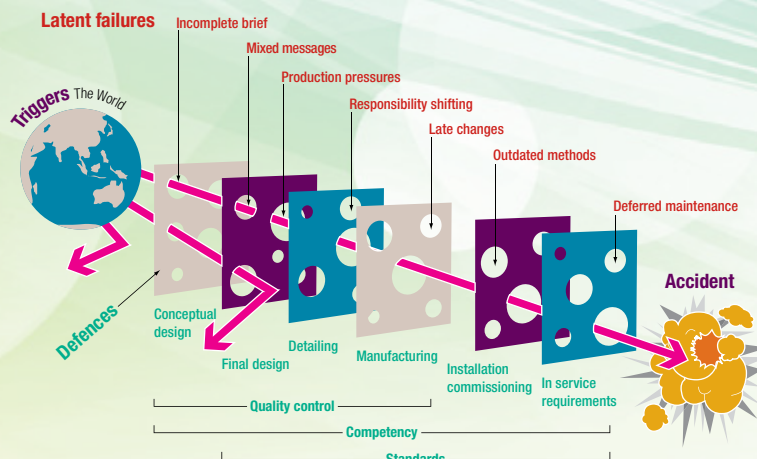 Latent failures
Incomplete brief
Mixed messages
Production pressures
Responsibility shifting
Late changes
Outdated methods
Deferred maintenance
Triggers The World
Accident
Defences
Conceptual
design
Final design
Detailing
Manufacturing
Installation
commissioning
In service
requirements
Quality control
Competency
Standards